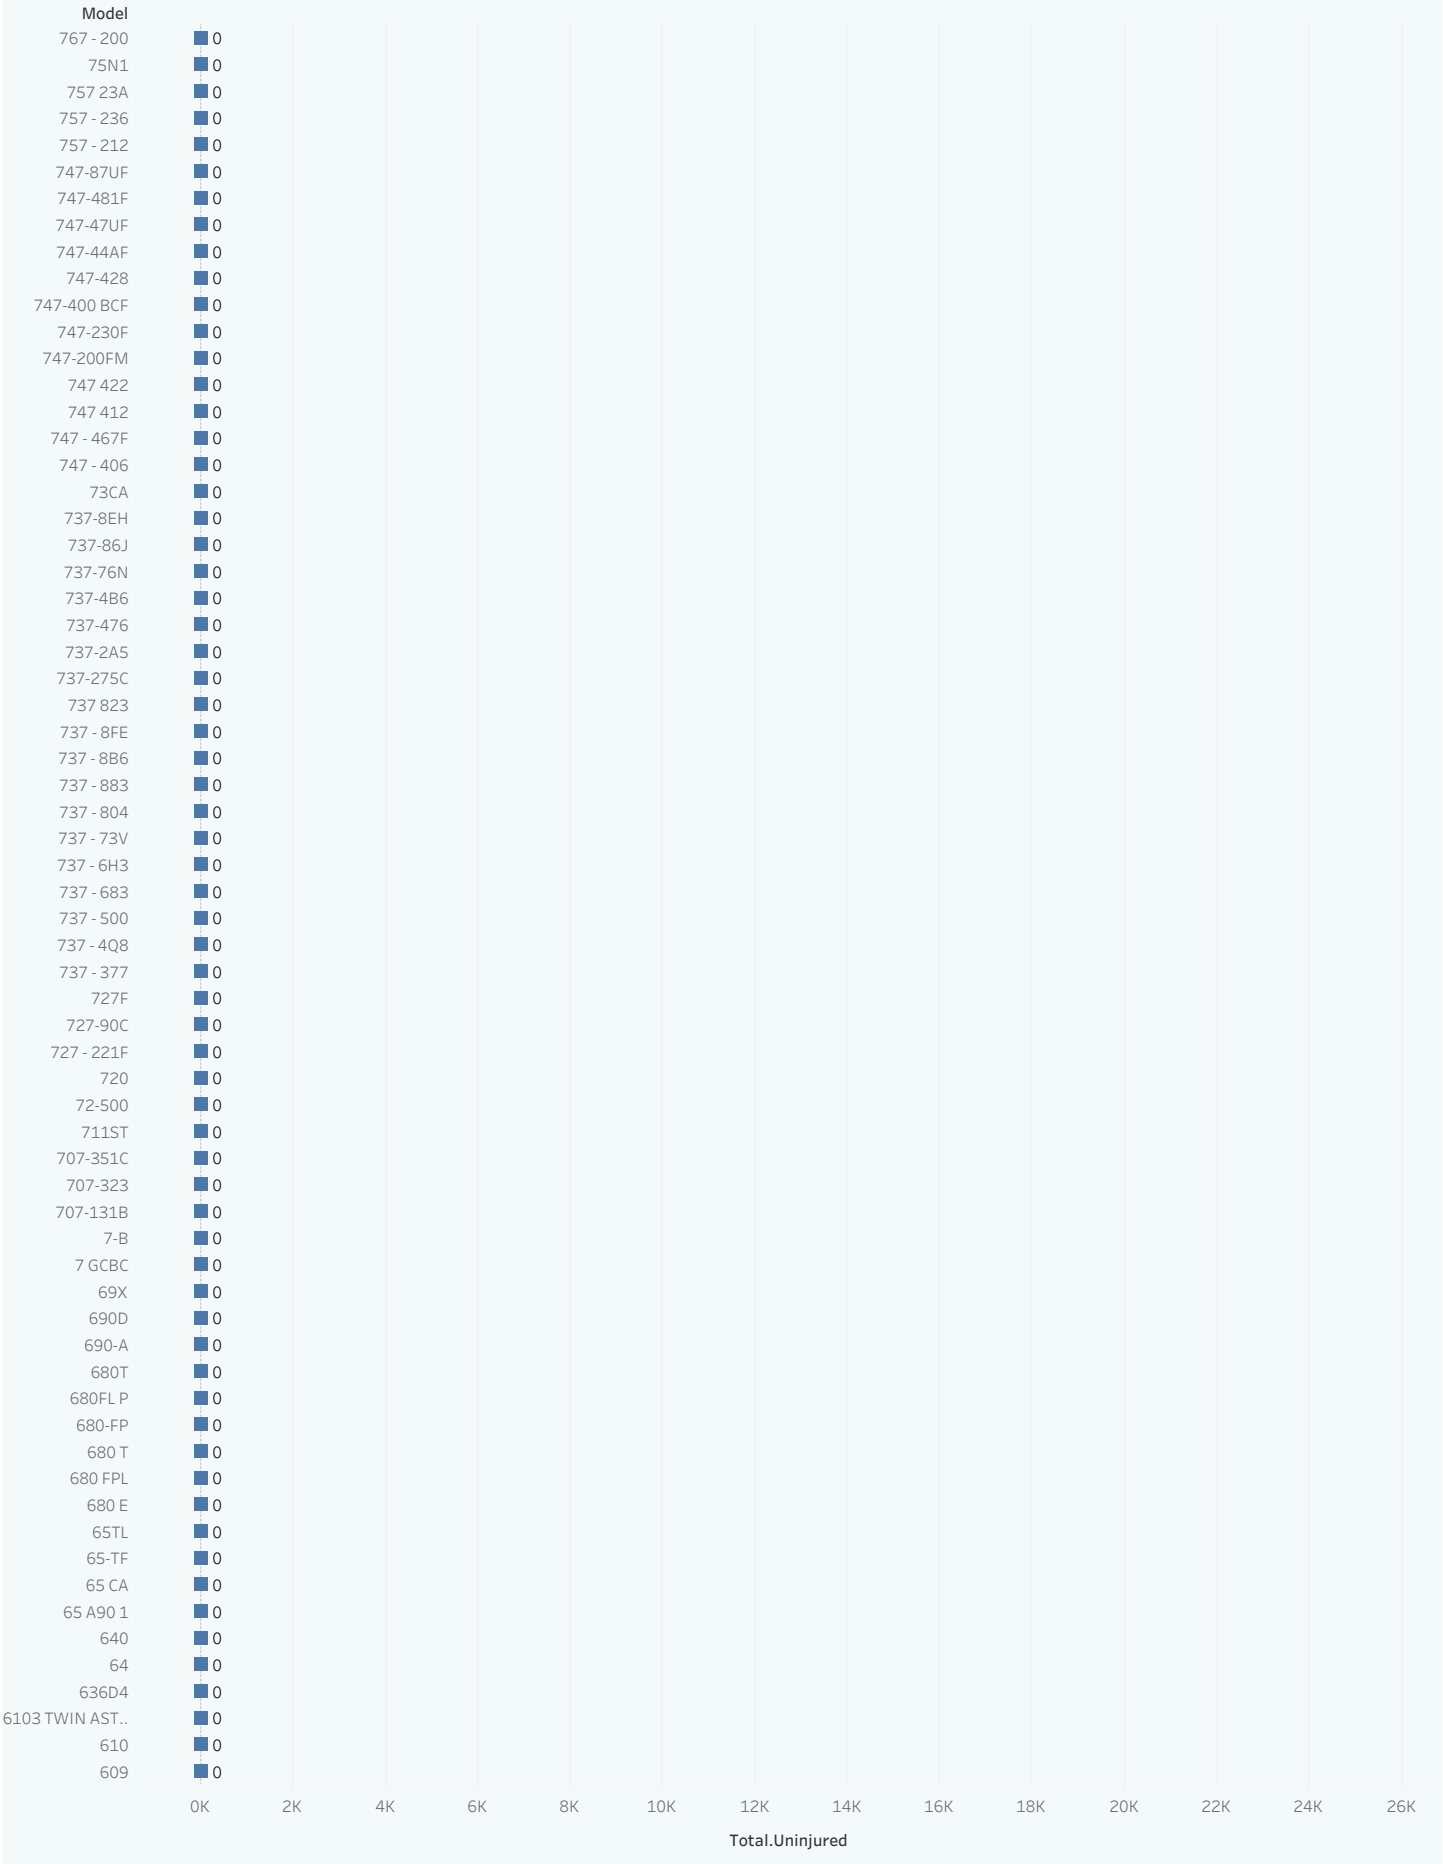 Model
767 - 200 0
75N1 0
757 23A 0
757 - 236 0
757 - 212 0
747-87UF 0
747-481F 0
747-47UF 0
747-44AF 0
747-428 0
747-400 BCF 0
747-230F 0
747-200FM 0
747 422 0
747 412 0
747 - 467F 0
747 - 406 0
73CA 0
737-8EH 0
737-86J 0
737-76N 0
737-4B6 0
737-476 0
737-2A5 0
737-275C 0
737 823 0
737 - 8FE 0
737 - 8B6 0
737 - 883 0
737 - 804 0
737 - 73V 0
737 - 6H3 0
737 - 683 0
737 - 500 0
737 - 4Q8 0
737 - 377 0
727F 0
727-90C 0
727 - 221F 0
720 0
72-500 0
711ST 0
707-351C 0
707-323 0
707-131B 0
7-B 0
7 GCBC 0
69X 0
690D 0
690-A 0
680T 0
680FL P 0
680-FP 0
680 T 0
680 FPL 0
680 E 0
65TL 0
65-TF 0
65 CA 0
65 A90 1 0
640 0
64 0
636D4 0
6103 TWIN AST.. 0
610 0
609 0
0K 2K 4K 6K 8K 10K 12K 14K 16K 18K 20K 22K 24K 26K
Total.Uninjured